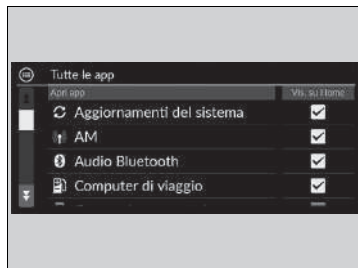 Tutte le app
Apri app Vis. su Home
Aggiornamenti del sistema
AM
Audio Bluetooth
Computer di viaggio